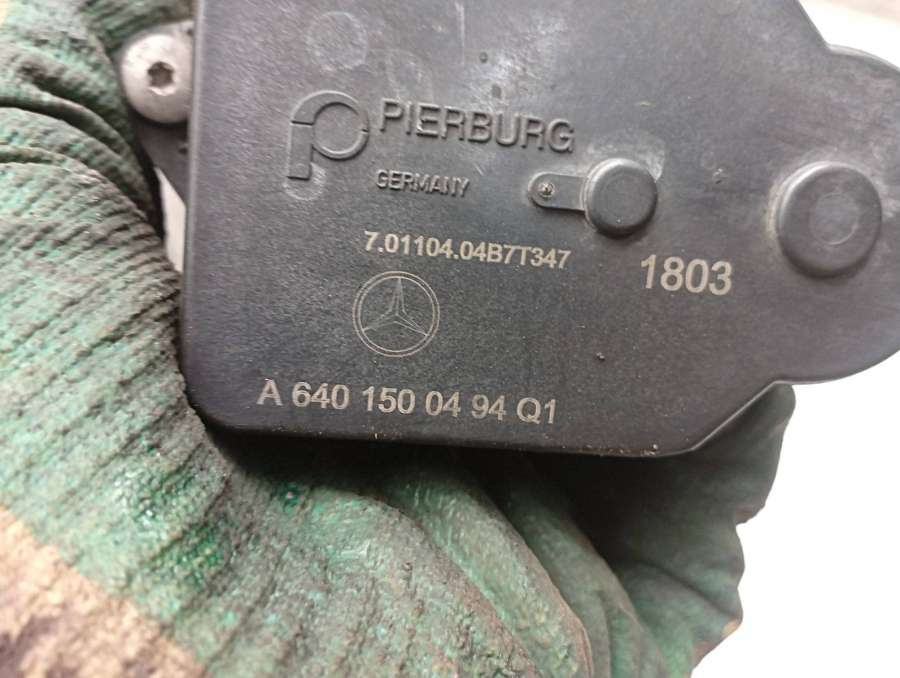 PIERBURG
GERMANY
7.01104.04B7T347
1803
A 640 150 04 94 Q1